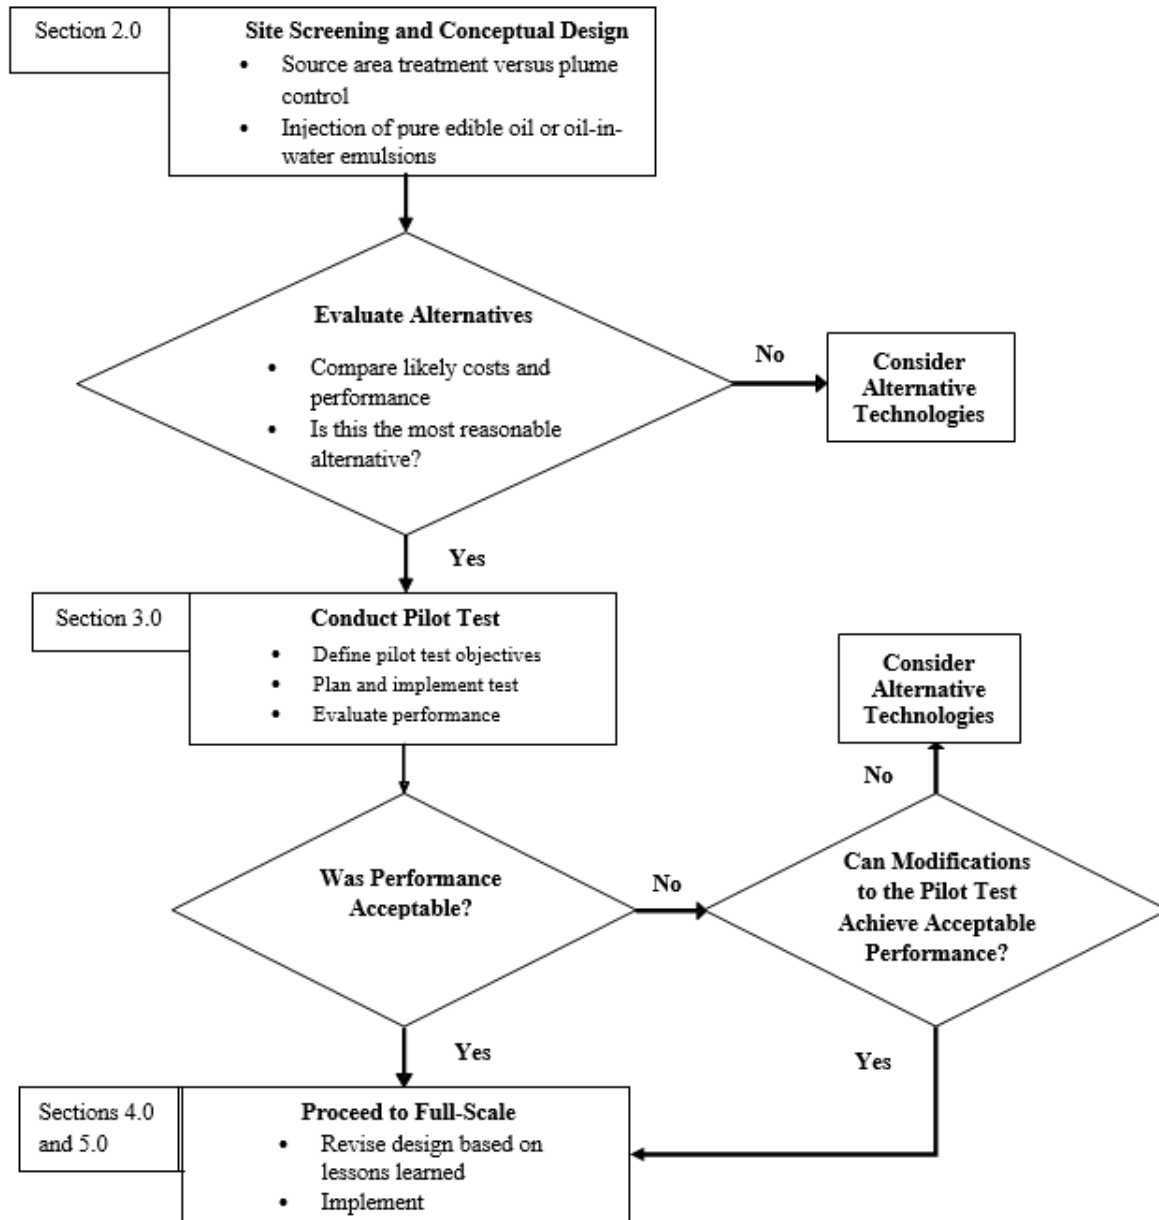 Section 2.0
Site Screening and Conceptual Design
• Source area treatment versus plume
control
• Injection of pure edible oil or oil-in-
water emulsions
Evaluate Alternatives
• Compare likely costs and
performance
• Is this the most reasonable
alternative?
No
Consider
Alternative
Technologies
Yes
Section 3.0
Conduct Pilot Test
• Define pilot test objectives
• Plan and implement test
• Evaluate performance
Consider
Alternative
Technologies
No
Was Performance
Acceptable?
No
Can Modifications
to the Pilot Test
Achieve Acceptable
Performance?
Yes
Yes
Sections 4.0
and 5.0
Proceed to Full-Scale
• Revise design based on
lessons learned
• Implement